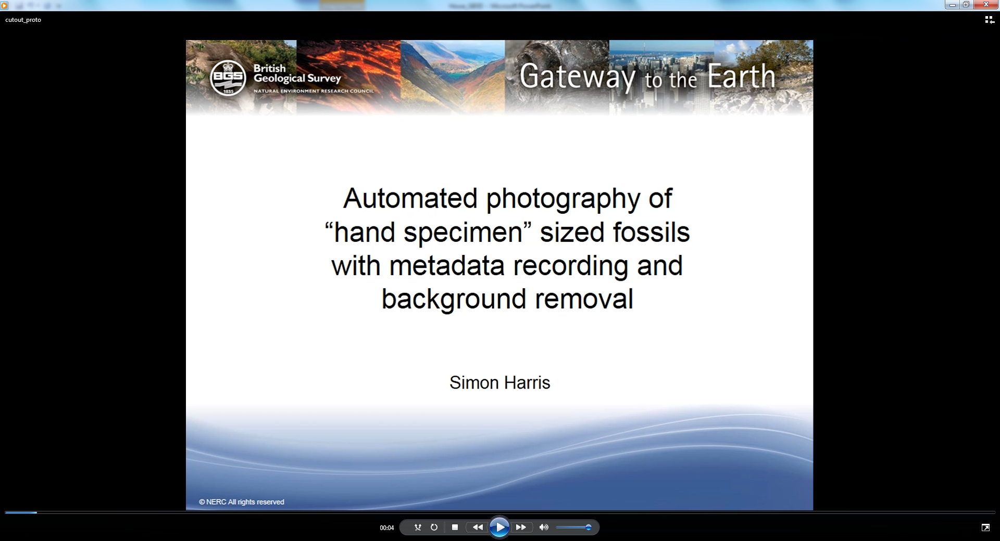 cutout_proto
BGS
1835
British
Geological Survey
NATURAL ENVIRONMENT RESEARCH COUNCIL
Gateway to the Earth
Automated photography of
“hand specimen” sized fossils
with metadata recording and
background removal
Simon Harris
© NERC All rights reserved
00:04